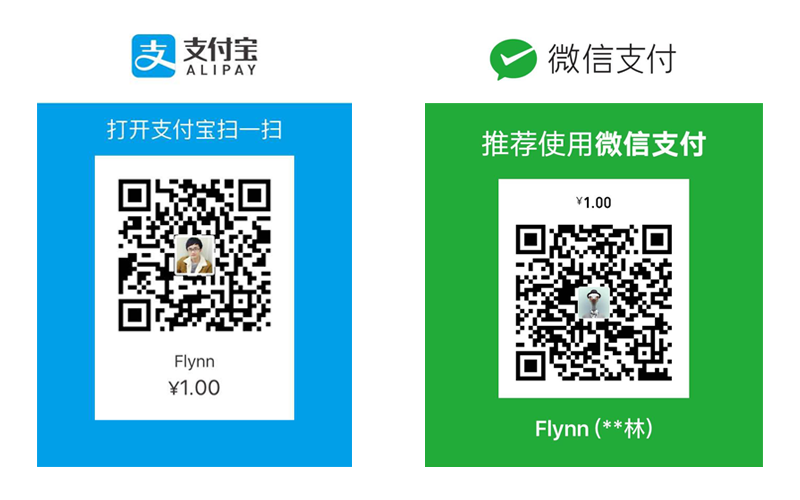 支 支付宝
ALIPAY
打开支付宝扫一扫
Flynn
¥1.00
微信支付
推荐使用微信支付
¥1.00
Flynn (**林)